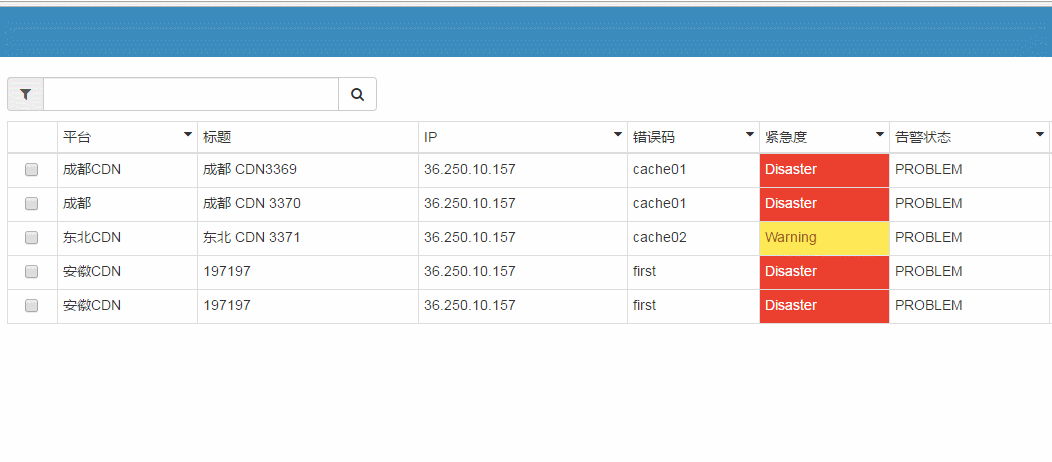 平台 标题 IP 错误码 紧急度 告警状态
成都CDN 成都 CDN3369 36.250.10.157 cache01 Disaster PROBLEM
成都 成都 CDN 3370 36.250.10.157 cache01 Disaster PROBLEM
东北CDN 东北 CDN 3371 36.250.10.157 cache02 Warning PROBLEM
安徽CDN 197197 36.250.10.157 first Disaster PROBLEM
安徽CDN 197197 36.250.10.157 first Disaster PROBLEM